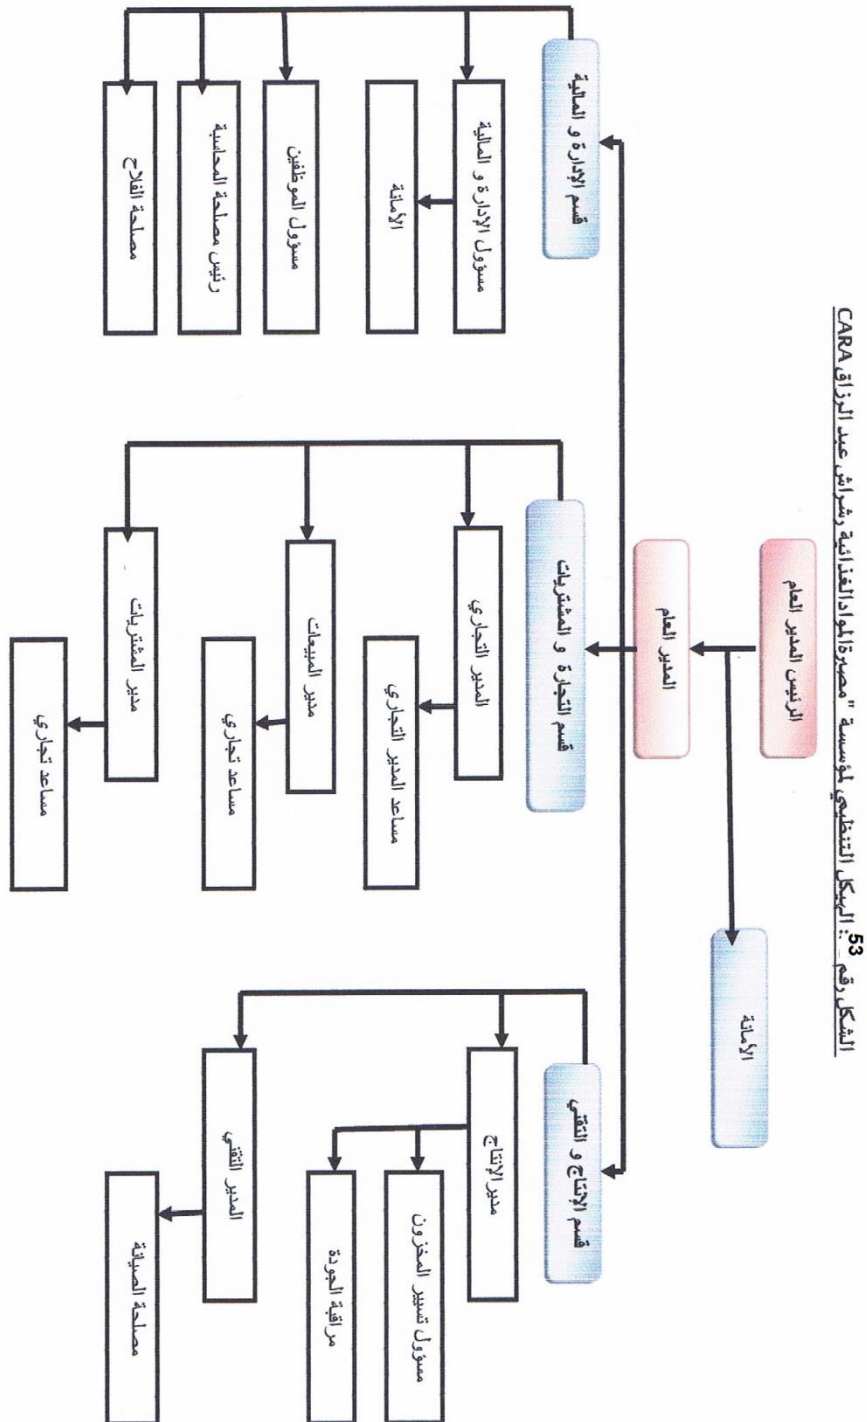 الشكل رقم 53 :. الهيكل التنظيمي لمؤسسة "مصبرة المواد الغذائية رشراش عبد الرزاق CARA
الرئيس المدير العام
الأمانة
المدير العام
قسم الإدارة و المالية
قسم التجارة و المشتريات
قسم الإنتاج و التقني
مسؤول الإدارة و المالية
الأمانة
مسؤول الموظفين
رئيس مصلحة المحاسبة
مصلحة الفلاح
المدير التجاري
مساعد المدير التجاري
مدير المبيعات
مساعد تجاري
مدير المشتريات
مساعد تجاري
مدير الإنتاج
مسؤول تسيير المخزون
مراقبة الجودة
المدير التقني
مصلحة الصيانة